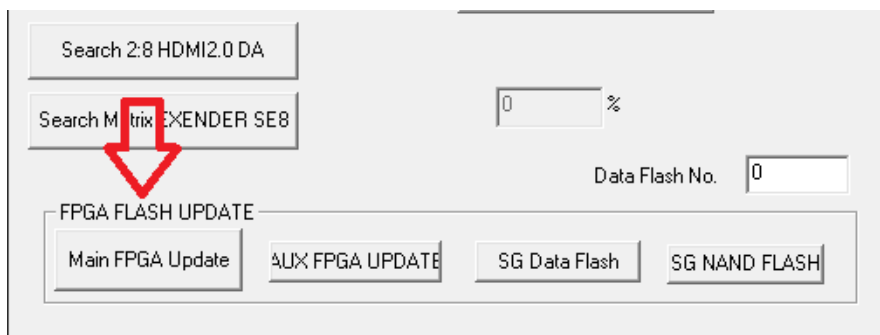 Search 2:8 HDMI2.0 DA
0 %
Search M trix EXENDER SE8
Data Flash No. 0
FPGA FLASH UPDATE
Main FPGA Update
AUX FPGA UPDATE
SG Data Flash
SG NAND FLASH